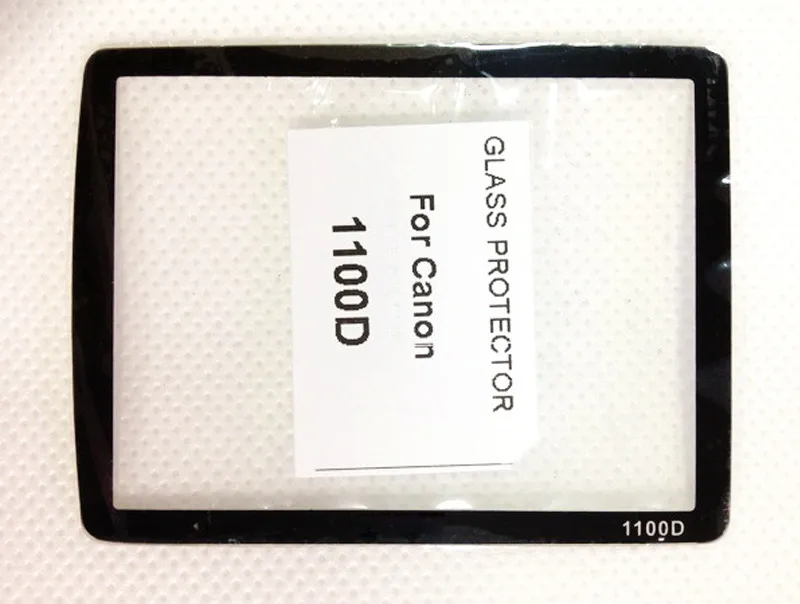 GLASS PROTECTOR
For Canon
1100D
1100D